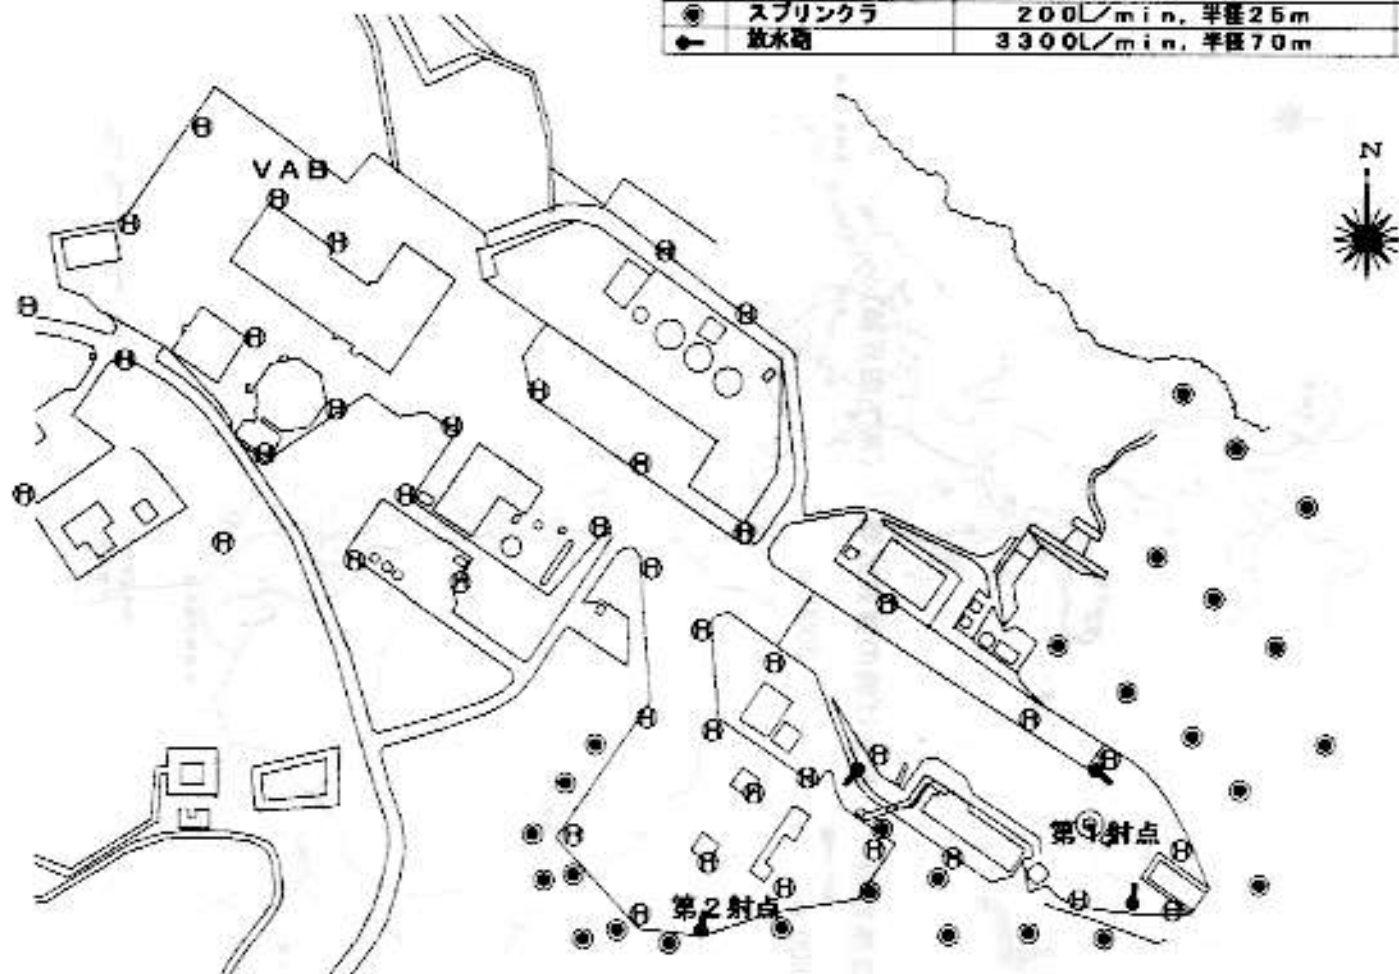 スプリンクラ 200L/min, 半径25m
放水砲 3300L/min, 半径70m
N
VAB
第1射点
第2射点